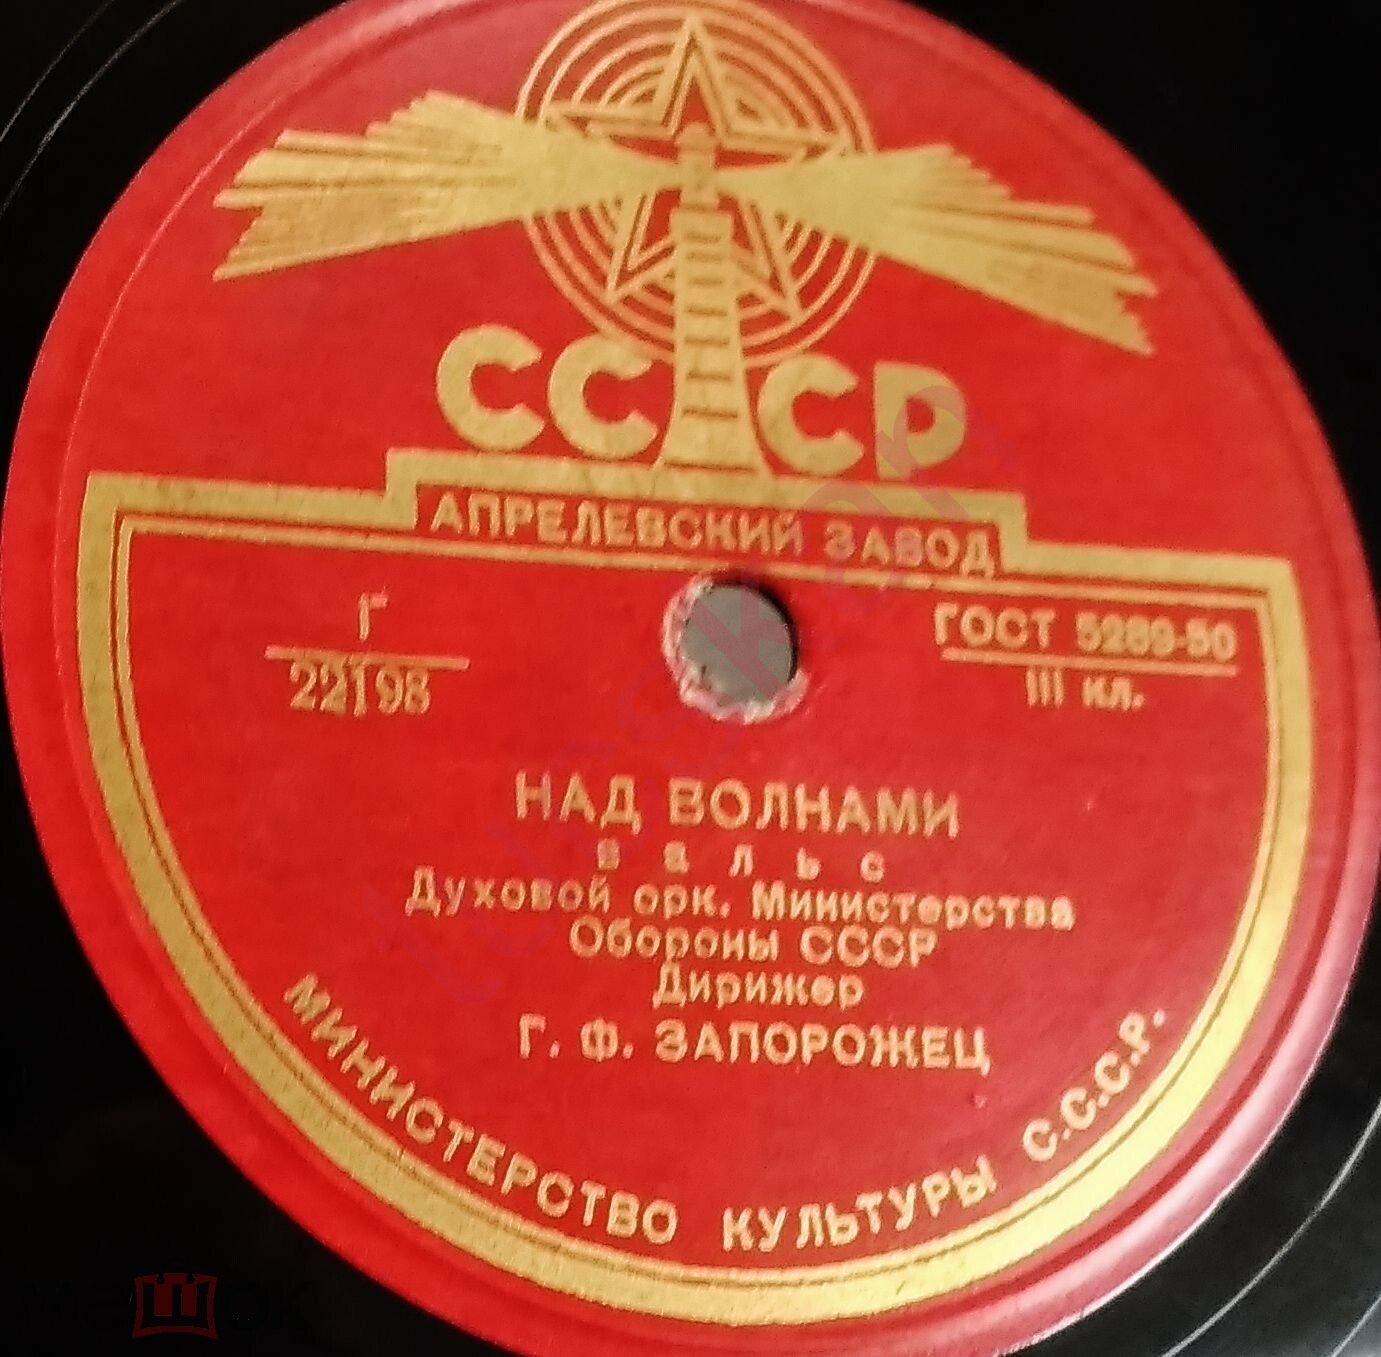 СССР
АПРЕЛЕВСКИЙ ЗАВОД
Г
22198
ГОСТ 5289-50
III кл.
НАД ВОЛНАМИ
вальс
Духовой орк. Министерства
Обороны СССР
Дирижер
Г. Ф. ЗАПОРОЖЕЦ
МИНИСТЕРСТВО КУЛЬТУРЫ С.С.С.Р.
мешок